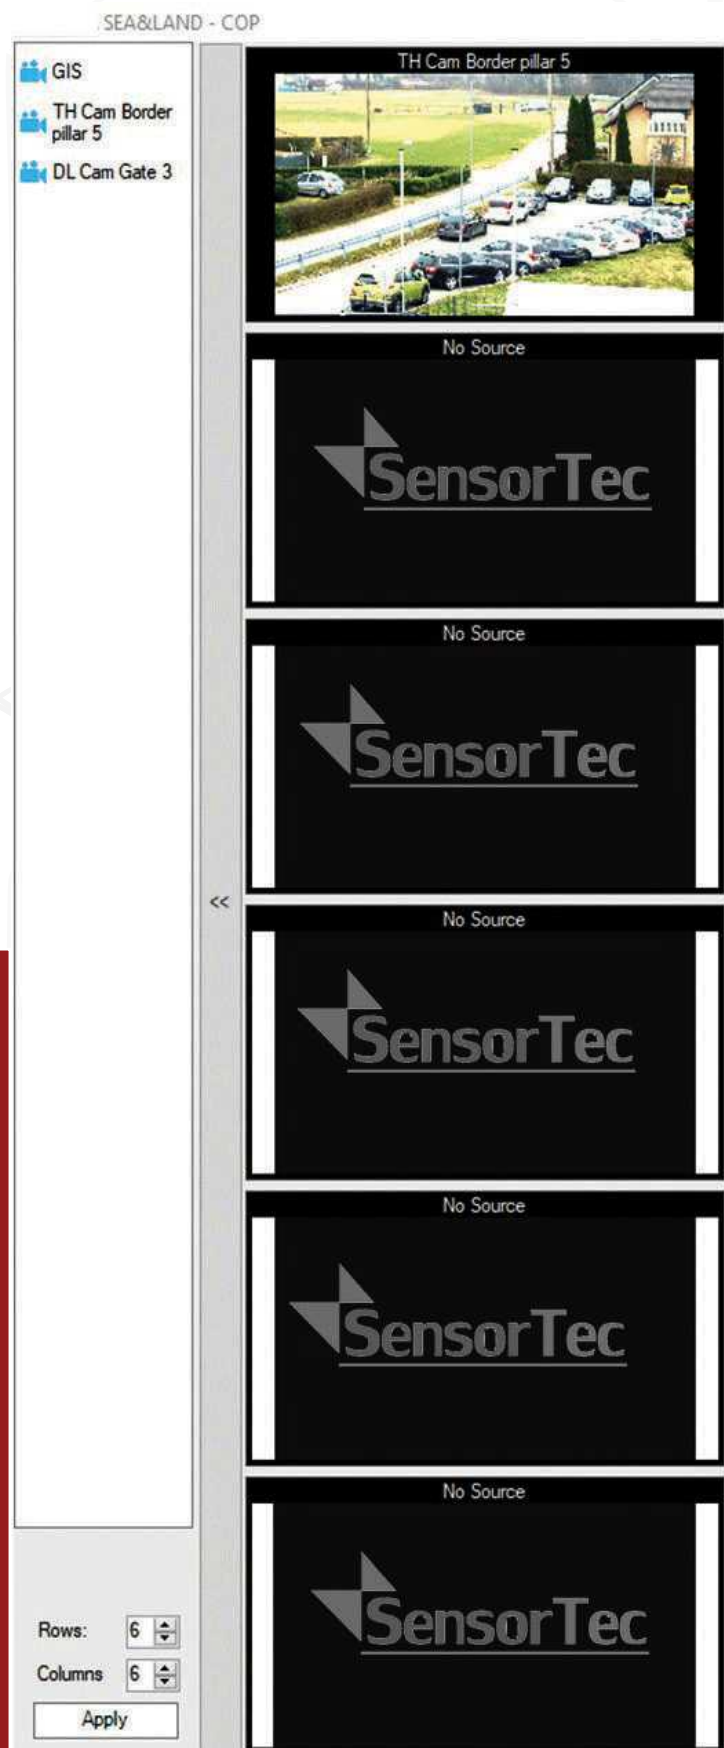 SEA&LAND - COP
GIS
TH Cam Border
pillar 5
DL Cam Gate 3
<<
Rows: 6
Columns 6
Apply
TH Cam Border pillar 5
No Source
SensorTec
No Source
SensorTec
No Source
SensorTec
No Source
SensorTec
No Source
SensorTec